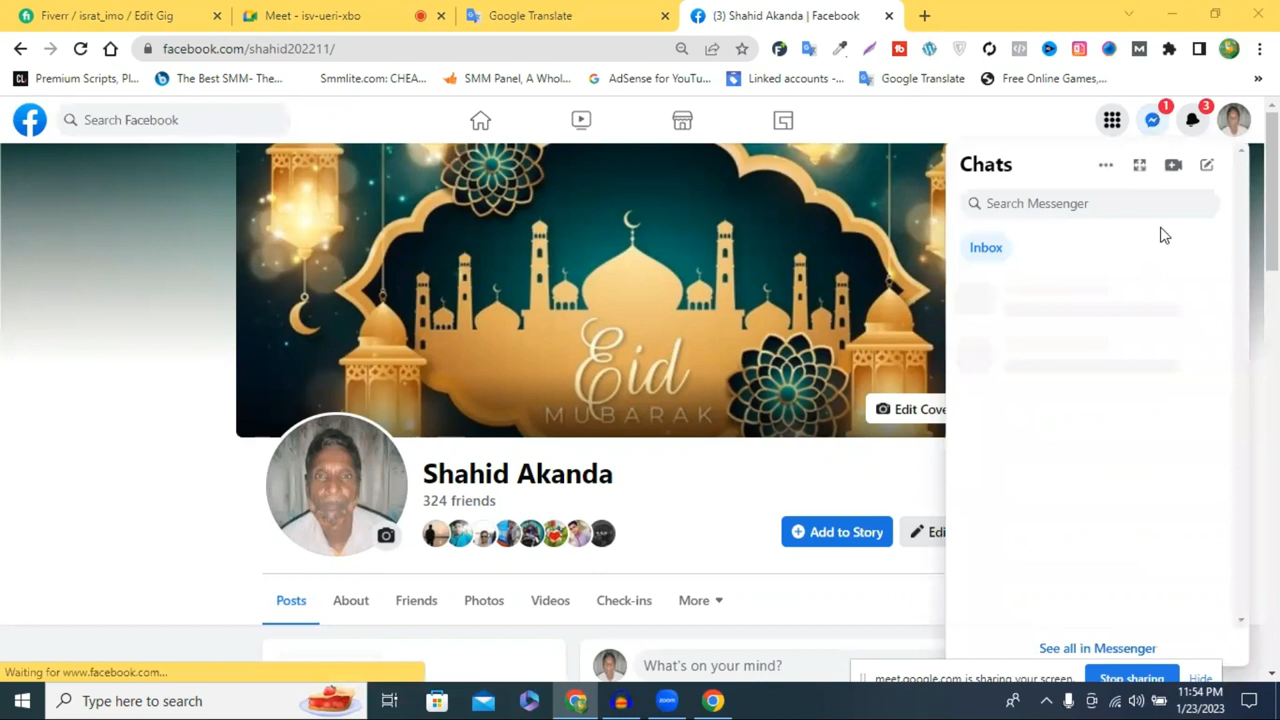 Fiverr / israt_imo / Edit Gig
Meet - isv-ueri-xbo
Google Translate
(3) Shahid Akanda | Facebook
facebook.com/shahid202211/
Premium Scripts, Pl...
The Best SMM- The...
Smmlite.com: CHEA...
SMM Panel, A Whol...
AdSense for YouTu...
Linked accounts -...
Google Translate
Free Online Games,...
Search Facebook
1
3
Chats
Search Messenger
Inbox
Eid
MUBARAK
Edit Cove
Shahid Akanda
324 friends
Add to Story
Edi
Posts
About
Friends
Photos
Videos
Check-ins
More
What's on your mind?
See all in Messenger
Waiting for www.facebook.com...
meet.google.com is sharing your screen.
Stop sharing
Hide
Type here to search
11:54 PM
1/23/2023